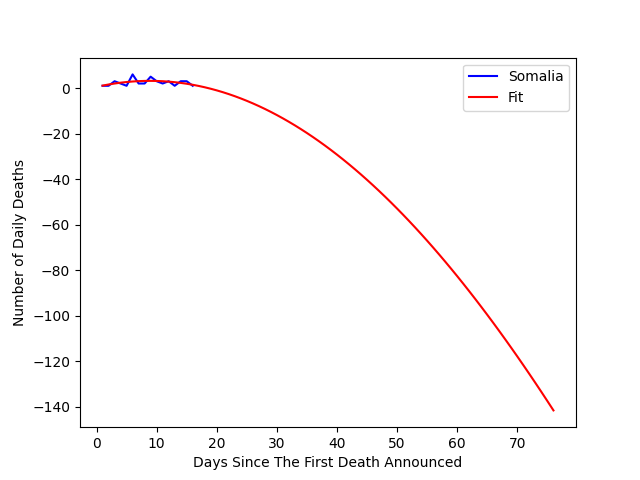 Somalia
Fit
Number of Daily Deaths
0
−20
−40
−60
−80
−100
−120
−140
0 10 20 30 40 50 60 70
Days Since The First Death Announced